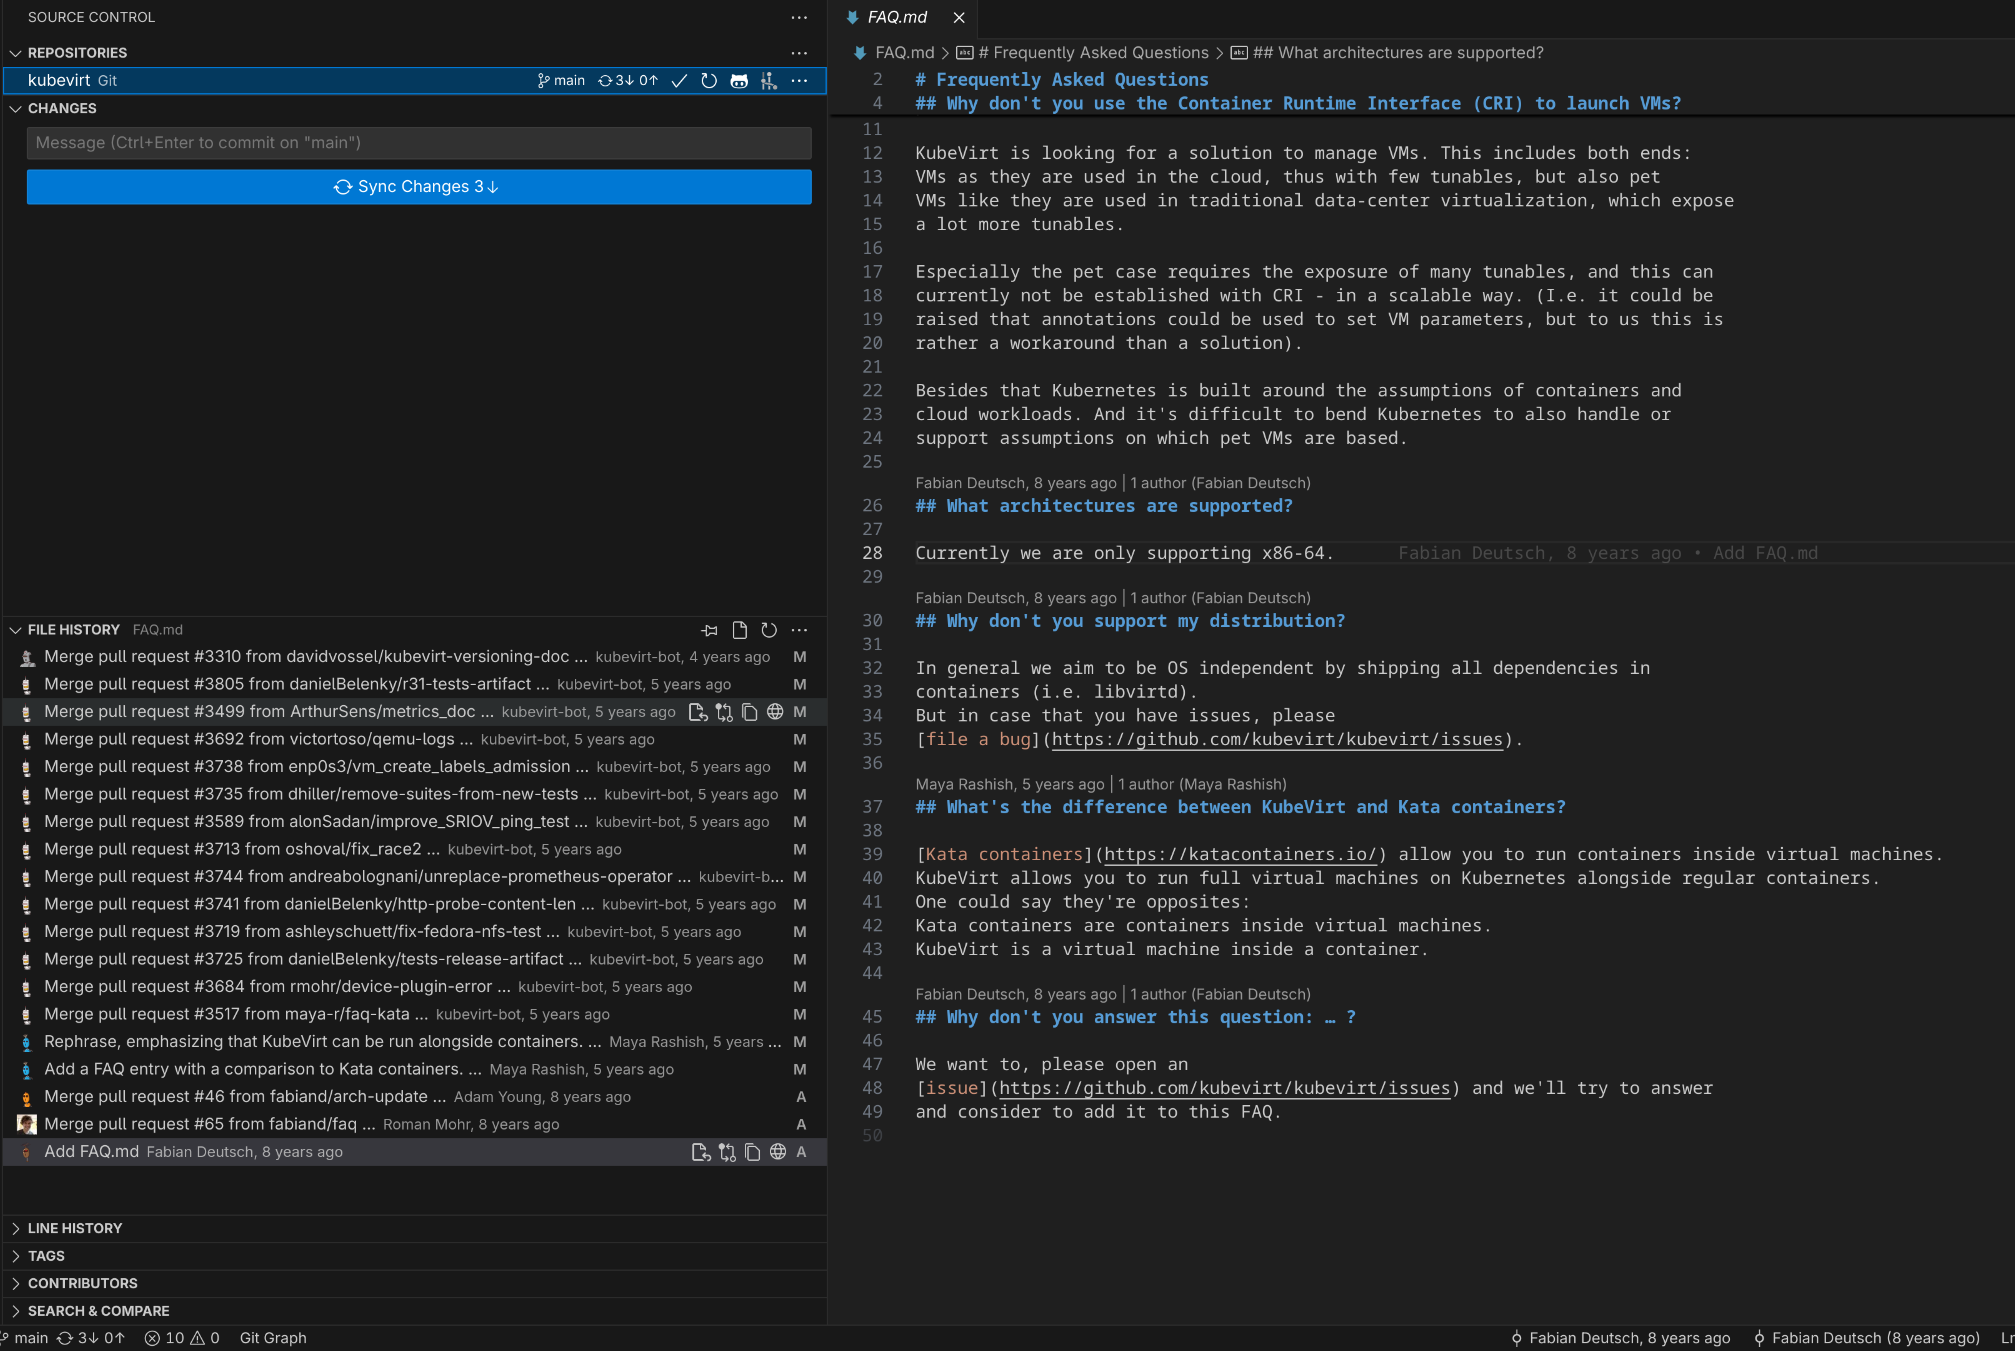 SOURCE CONTROL
REPOSITORIES
kubevirt Git main 3↓ 0↑
CHANGES
Message (Ctrl+Enter to commit on "main")
Sync Changes 3↓
FILE HISTORY FAQ.md
Merge pull request #3310 from davidvossel/kubevirt-versioning-doc ... kubevirt-bot, 4 years ago M
Merge pull request #3805 from danielBelenky/r31-tests-artifact ... kubevirt-bot, 5 years ago M
Merge pull request #3499 from ArthurSens/metrics_doc ... kubevirt-bot, 5 years ago M
Merge pull request #3692 from victortoso/qemu-logs ... kubevirt-bot, 5 years ago M
Merge pull request #3738 from enp0s3/vm_create_labels_admission ... kubevirt-bot, 5 years ago M
Merge pull request #3735 from dhiller/remove-suites-from-new-tests ... kubevirt-bot, 5 years ago M
Merge pull request #3589 from alonSadan/improve_SRIOV_ping_test ... kubevirt-bot, 5 years ago M
Merge pull request #3713 from oshoval/fix_race2 ... kubevirt-bot, 5 years ago M
Merge pull request #3744 from andreabolognani/unreplace-prometheus-operator ... kubevirt-b... M
Merge pull request #3741 from danielBelenky/http-probe-content-len ... kubevirt-bot, 5 years ago M
Merge pull request #3719 from ashleyschuett/fix-fedora-nfs-test ... kubevirt-bot, 5 years ago M
Merge pull request #3725 from danielBelenky/tests-release-artifact ... kubevirt-bot, 5 years ago M
Merge pull request #3684 from rmohr/device-plugin-error ... kubevirt-bot, 5 years ago M
Merge pull request #3517 from maya-r/faq-kata ... kubevirt-bot, 5 years ago M
Rephrase, emphasizing that KubeVirt can be run alongside containers. ... Maya Rashish, 5 years ... M
Add a FAQ entry with a comparison to Kata containers. ... Maya Rashish, 5 years ago M
Merge pull request #46 from fabiand/arch-update ... Adam Young, 8 years ago A
Merge pull request #65 from fabiand/faq ... Roman Mohr, 8 years ago A
Add FAQ.md Fabian Deutsch, 8 years ago A
LINE HISTORY
TAGS
CONTRIBUTORS
SEARCH & COMPARE
FAQ.md
FAQ.md > # Frequently Asked Questions > ## What architectures are supported?
2 # Frequently Asked Questions
4 ## Why don't you use the Container Runtime Interface (CRI) to launch VMs?
11
12 KubeVirt is looking for a solution to manage VMs. This includes both ends:
13 VMs as they are used in the cloud, thus with few tunables, but also pet
14 VMs like they are used in traditional data-center virtualization, which expose
15 a lot more tunables.
16
17 Especially the pet case requires the exposure of many tunables, and this can
18 currently not be established with CRI - in a scalable way. (I.e. it could be
19 raised that annotations could be used to set VM parameters, but to us this is
20 rather a workaround than a solution).
21
22 Besides that Kubernetes is built around the assumptions of containers and
23 cloud workloads. And it's difficult to bend Kubernetes to also handle or
24 support assumptions on which pet VMs are based.
25
Fabian Deutsch, 8 years ago | 1 author (Fabian Deutsch)
26 ## What architectures are supported?
27
28 Currently we are only supporting x86-64. Fabian Deutsch, 8 years ago • Add FAQ.md
29
Fabian Deutsch, 8 years ago | 1 author (Fabian Deutsch)
30 ## Why don't you support my distribution?
31
32 In general we aim to be OS independent by shipping all dependencies in
33 containers (i.e. libvirtd).
34 But in case that you have issues, please
35 [file a bug](https://github.com/kubevirt/kubevirt/issues).
36
Maya Rashish, 5 years ago | 1 author (Maya Rashish)
37 ## What's the difference between KubeVirt and Kata containers?
38
39 [Kata containers](https://katacontainers.io/) allow you to run containers inside virtual machines.
40 KubeVirt allows you to run full virtual machines on Kubernetes alongside regular containers.
41 One could say they're opposites:
42 Kata containers are containers inside virtual machines.
43 KubeVirt is a virtual machine inside a container.
44
Fabian Deutsch, 8 years ago | 1 author (Fabian Deutsch)
45 ## Why don't you answer this question: … ?
46
47 We want to, please open an
48 [issue](https://github.com/kubevirt/kubevirt/issues) and we'll try to answer
49 and consider to add it to this FAQ.
50
main 3↓ 0↑ 10 0 Git Graph Fabian Deutsch, 8 years ago Fabian Deutsch (8 years ago)